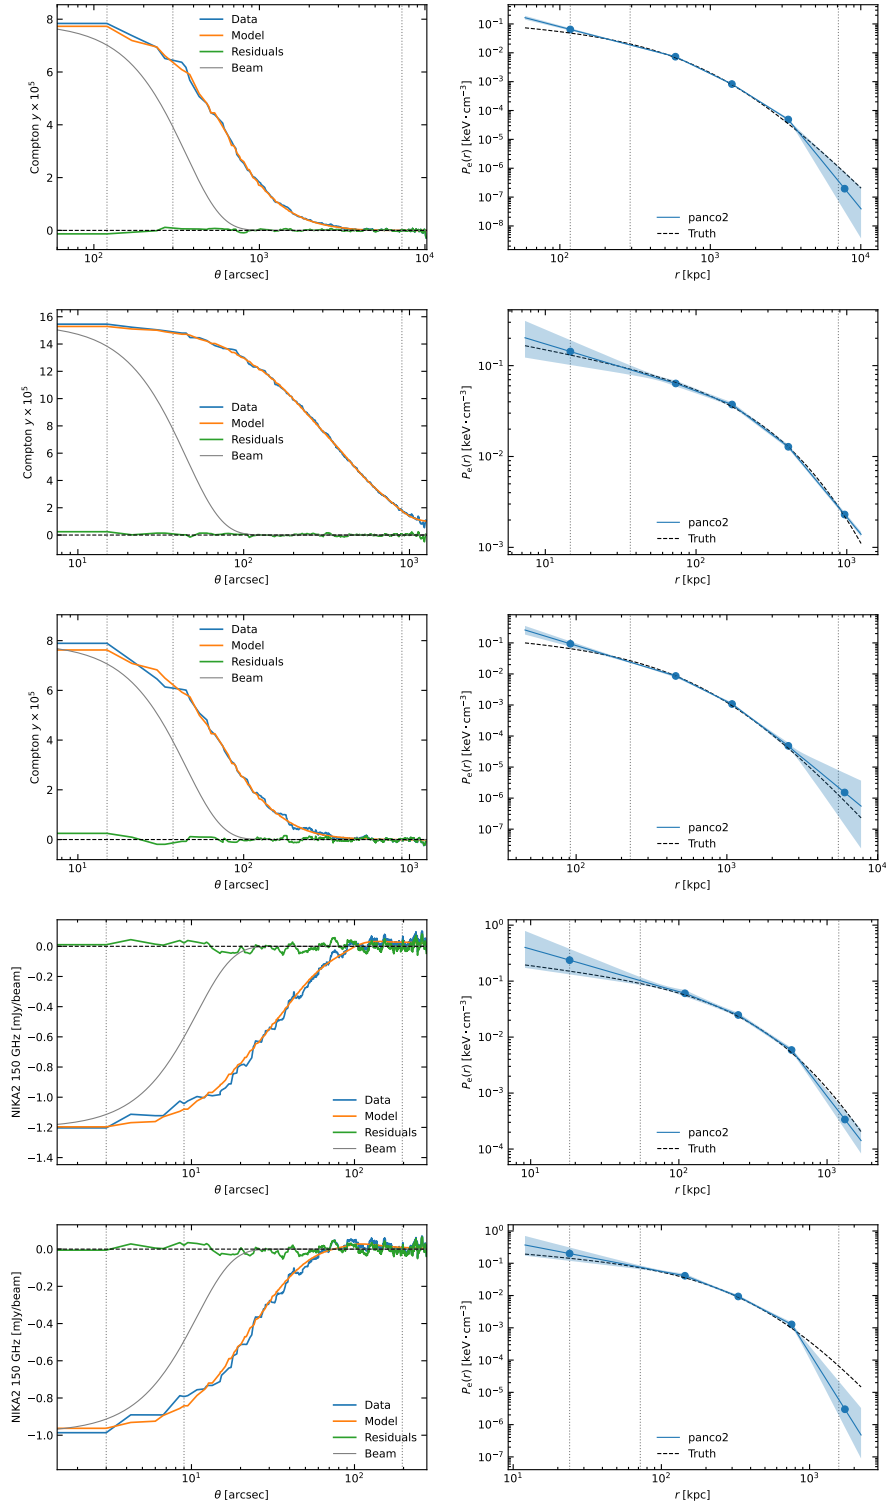 8
6
4
2
0
Compton y × 10⁵
Data
Model
Residuals
Beam
10² 10³ 10⁴
θ [arcsec]
10⁻¹
10⁻²
10⁻³
10⁻⁴
10⁻⁵
10⁻⁶
10⁻⁷
10⁻⁸
Pₑ(r) [keV·cm⁻³]
panco2
Truth
10² 10³ 10⁴
r [kpc]
16
14
12
10
8
6
4
2
0
Compton y × 10⁵
Data
Model
Residuals
Beam
10¹ 10² 10³
θ [arcsec]
10⁻¹
10⁻²
10⁻³
Pₑ(r) [keV·cm⁻³]
panco2
Truth
10¹ 10² 10³
r [kpc]
8
6
4
2
0
Compton y × 10⁵
Data
Model
Residuals
Beam
10¹ 10² 10³
θ [arcsec]
10⁻¹
10⁻²
10⁻³
10⁻⁴
10⁻⁵
10⁻⁶
10⁻⁷
Pₑ(r) [keV·cm⁻³]
panco2
Truth
10² 10³ 10⁴
r [kpc]
0.0
−0.2
−0.4
−0.6
−0.8
−1.0
−1.2
−1.4
NIKA2 150 GHz [mJy/beam]
Data
Model
Residuals
Beam
10¹ 10²
θ [arcsec]
10⁰
10⁻¹
10⁻²
10⁻³
10⁻⁴
Pₑ(r) [keV·cm⁻³]
panco2
Truth
10¹ 10² 10³
r [kpc]
0.0
−0.2
−0.4
−0.6
−0.8
−1.0
NIKA2 150 GHz [mJy/beam]
Data
Model
Residuals
Beam
10¹ 10²
θ [arcsec]
10⁰
10⁻¹
10⁻²
10⁻³
10⁻⁴
10⁻⁵
10⁻⁶
10⁻⁷
Pₑ(r) [keV·cm⁻³]
panco2
Truth
10¹ 10² 10³
r [kpc]